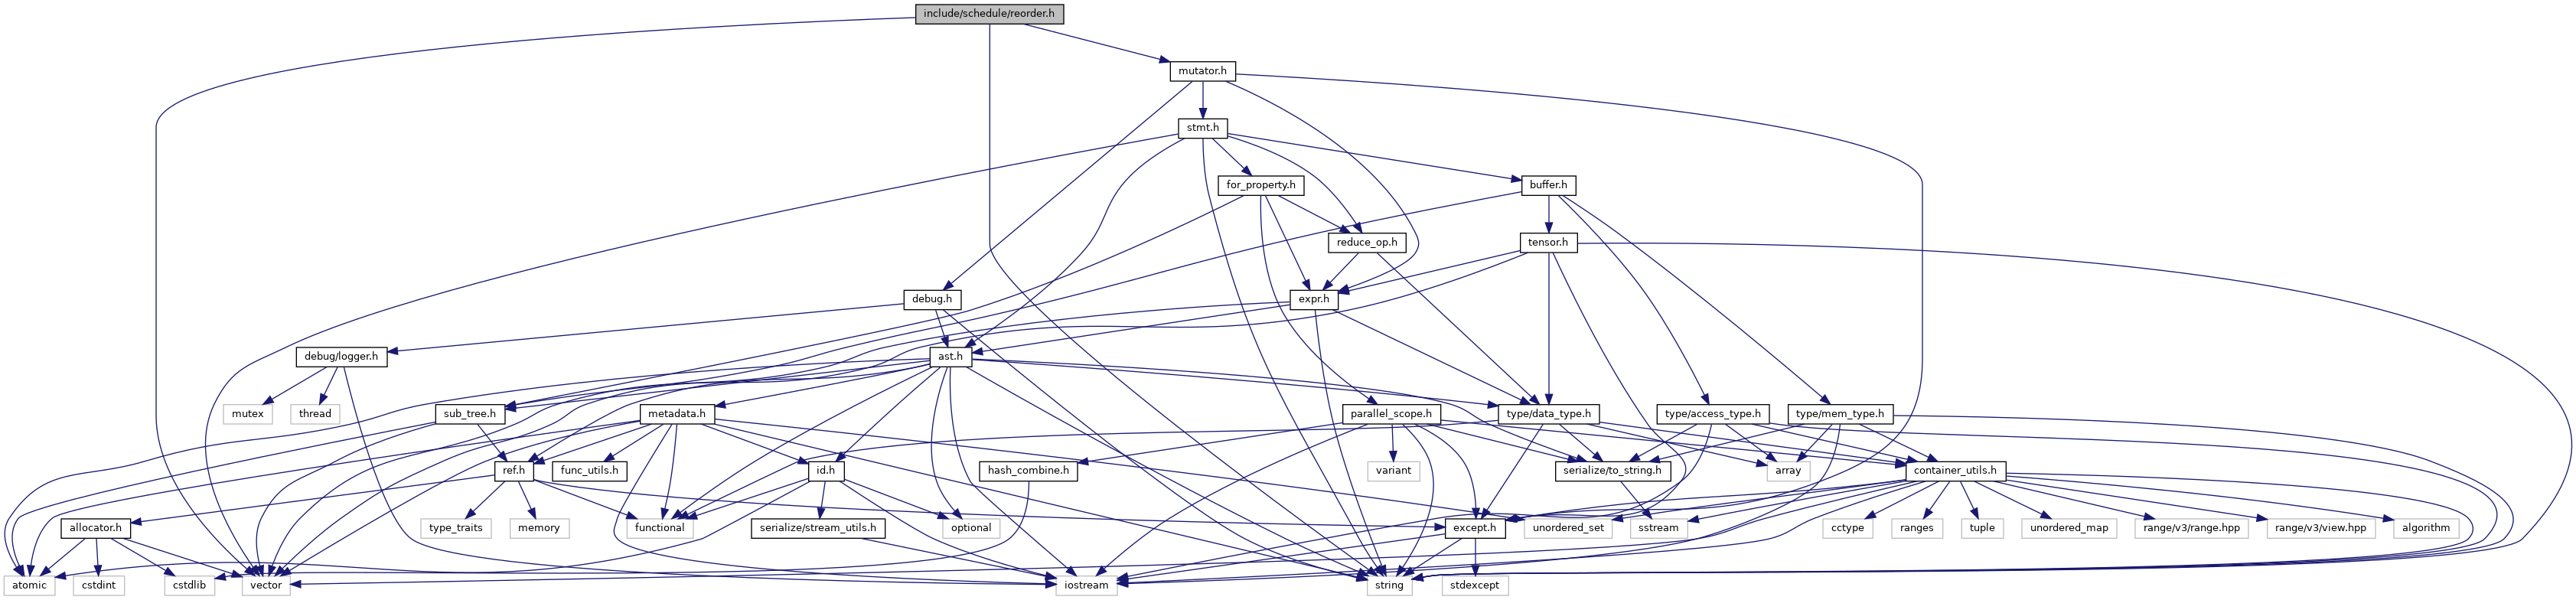 include/schedule/reorder.h
mutator.h
stmt.h
for_property.h
buffer.h
reduce_op.h
tensor.h
debug.h
expr.h
debug/logger.h
ast.h
mutex
thread
sub_tree.h
metadata.h
parallel_scope.h
type/data_type.h
type/access_type.h
type/mem_type.h
ref.h
func_utils.h
id.h
hash_combine.h
variant
serialize/to_string.h
array
container_utils.h
allocator.h
type_traits
memory
functional
serialize/stream_utils.h
optional
except.h
unordered_set
sstream
cctype
ranges
tuple
unordered_map
range/v3/range.hpp
range/v3/view.hpp
algorithm
atomic
cstdint
cstdlib
vector
iostream
string
stdexcept